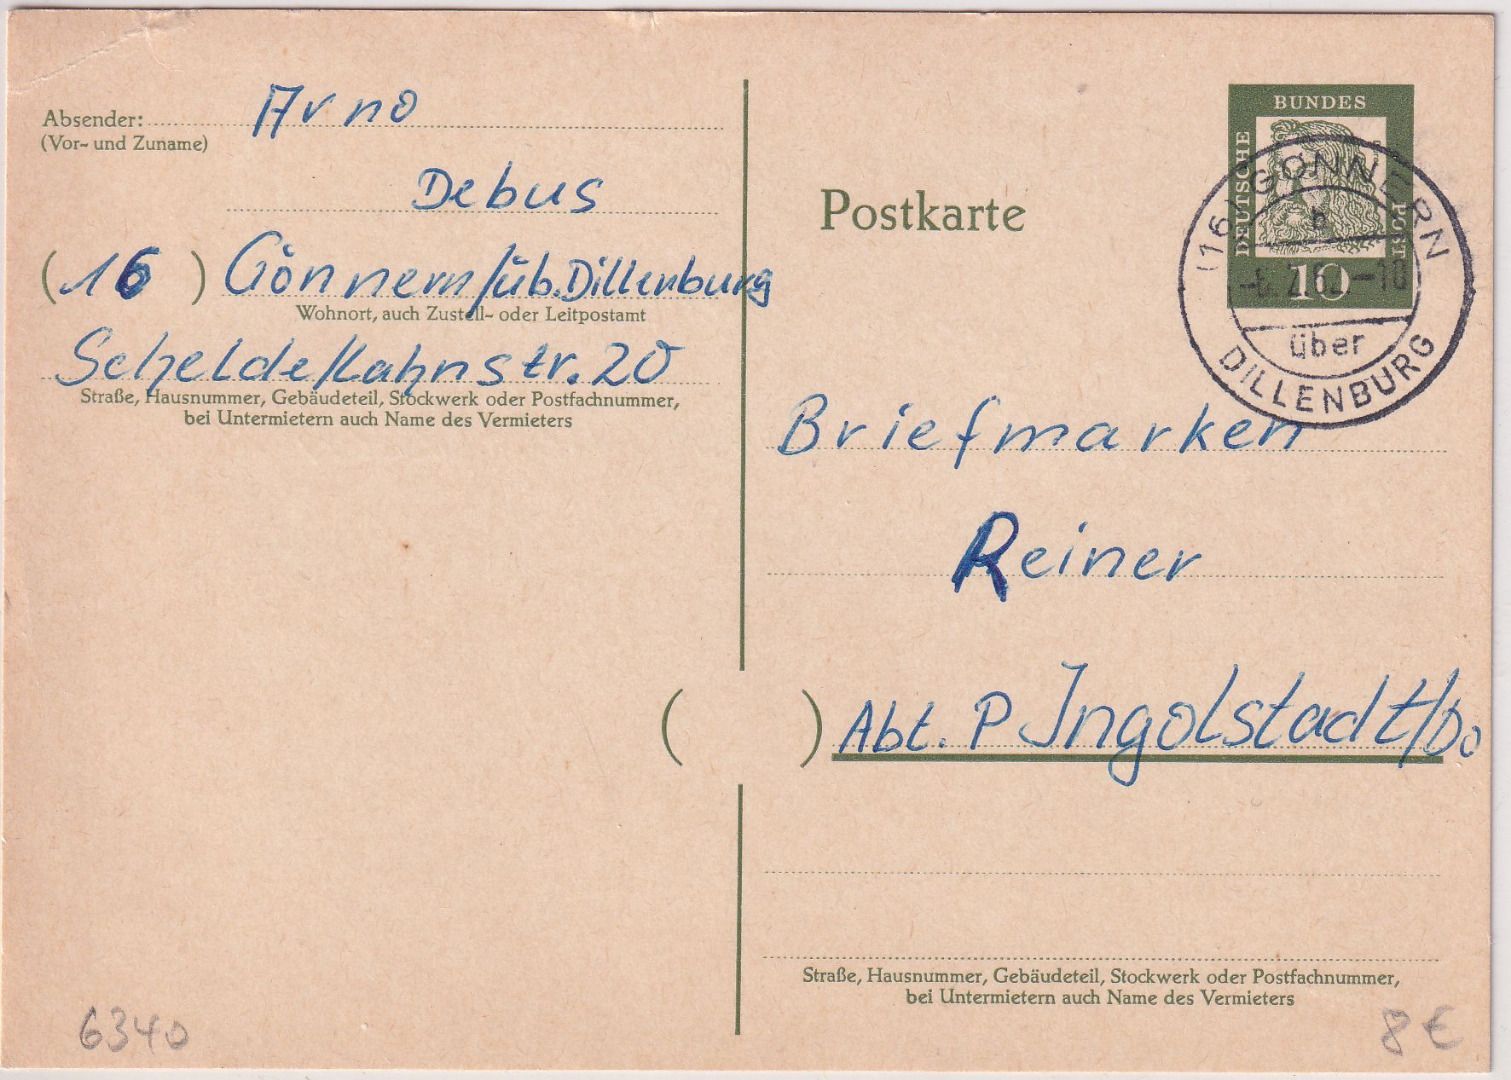 Absender:
(Vor- und Zuname)
Arno
Debus
(16) Gönnern/üb. Dillenburg
Wohnort, auch Zustell- oder Leitpostamt
Scheldelahnstr. 20
Straße, Hausnummer, Gebäudeteil, Stockwerk oder Postfachnummer,
bei Untermietern auch Name des Vermieters
6340
Postkarte
DEUTSCHE BUNDES POST
10
(16) GÖNNERN
über
DILLENBURG
Briefmarken
Reiner
( ) Abt. P Ingolstadt/Do
Straße, Hausnummer, Gebäudeteil, Stockwerk oder Postfachnummer,
bei Untermietern auch Name des Vermieters
8 €